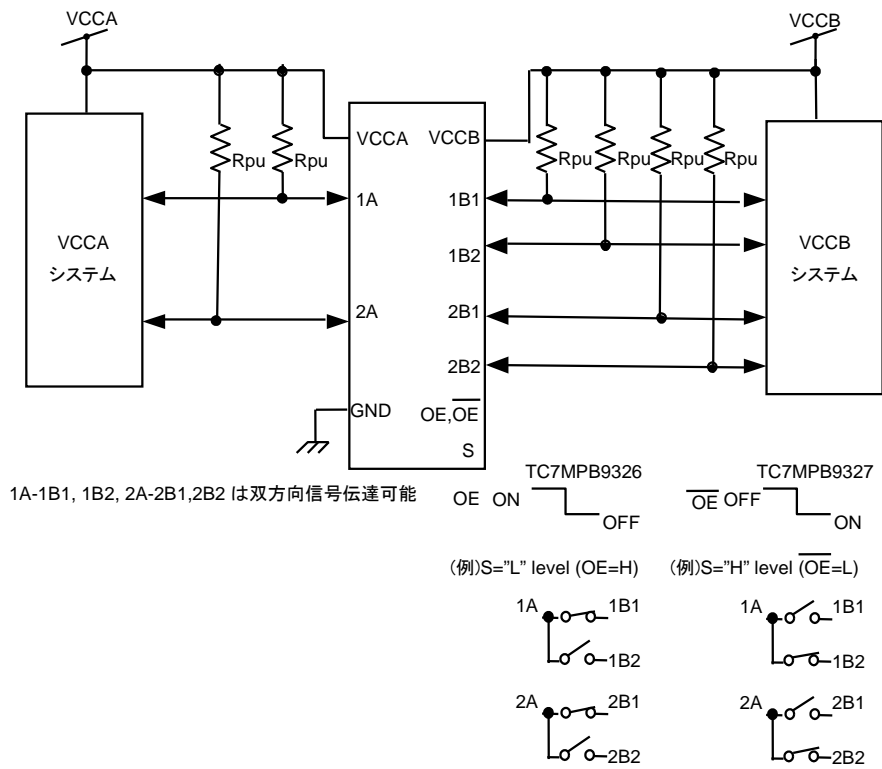 VCCA
VCCB
VCCA
VCCB
Rpu
Rpu
Rpu
Rpu
Rpu
Rpu
1A
1B1
VCCA
システム
1B2
VCCB
システム
2A
2B1
2B2
GND
OE,O̅E̅
S
1A-1B1, 1B2, 2A-2B1,2B2 は双方向信号伝達可能
TC7MPB9326
TC7MPB9327
OE ON
OFF
O̅E̅ OFF
ON
(例)S=”L” level (OE=H)
(例)S=”H” level (O̅E̅=L)
1A
1B1
1B2
1A
1B1
1B2
2A
2B1
2B2
2A
2B1
2B2